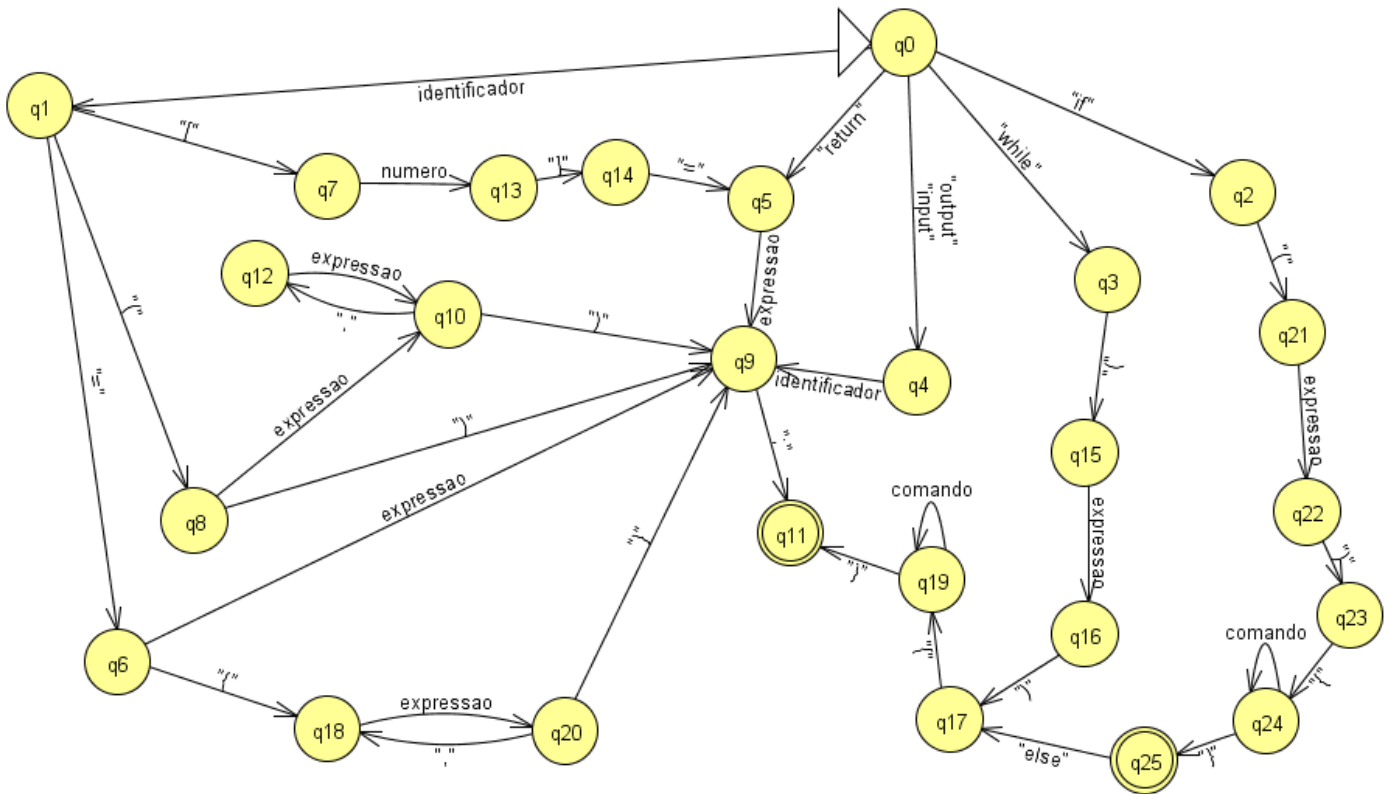 q0
identificador
q1
"if"
"return"
"while"
"["
q14
"="
"]"
numero
q7
q13
q5
"output"
"input"
q2
"("
q12
expressao
q10
","
")"
expressao
q3
q21
"("
q9
identificador
q4
expressao
"="
expressao
")"
";"
q15
expressao
comando
q8
expressao
q11
q22
")"
"}"
q19
expressao
q23
"}"
q16
comando
"{"
q6
"{"
"{"
")"
q18
expressao
q20
","
q17
"else"
q24
"}"
q25